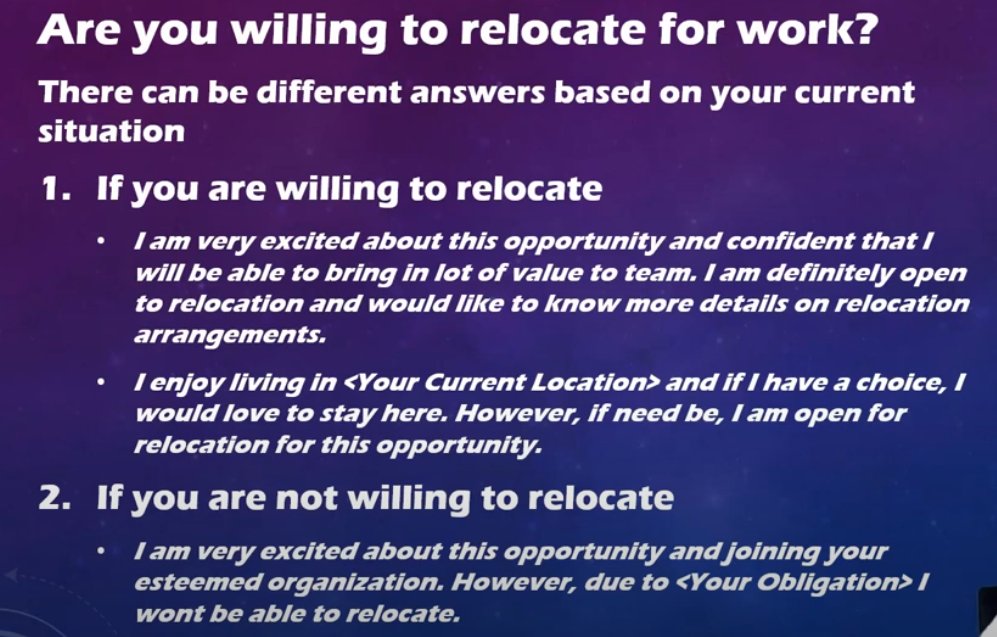 Are you willing to relocate for work?
There can be different answers based on your current
situation
1. If you are willing to relocate
• I am very excited about this opportunity and confident that I
will be able to bring in lot of value to team. I am definitely open
to relocation and would like to know more details on relocation
arrangements.
• I enjoy living in <Your Current Location> and if I have a choice, I
would love to stay here. However, if need be, I am open for
relocation for this opportunity.
2. If you are not willing to relocate
• I am very excited about this opportunity and joining your
esteemed organization. However, due to <Your Obligation> I
wont be able to relocate.